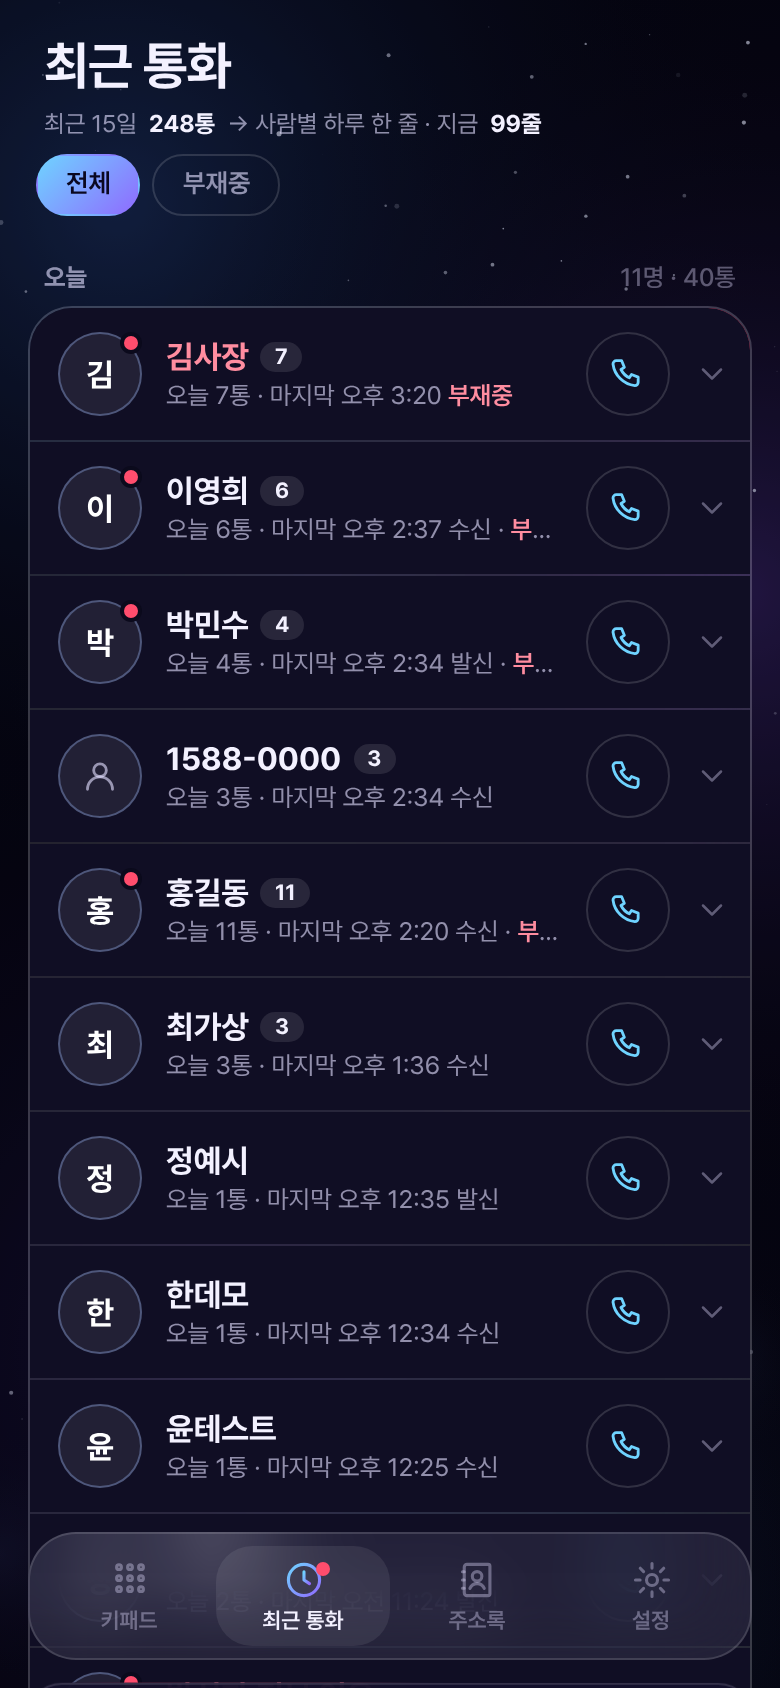 최근 통화
최근 15일 248통 → 사람별 하루 한 줄 · 지금 99줄
전체 부재중
오늘 11명 · 40통
김 김사장 7
오늘 7통 · 마지막 오후 3:20 부재중
이 이영희 6
오늘 6통 · 마지막 오후 2:37 수신 · 부...
박 박민수 4
오늘 4통 · 마지막 오후 2:34 발신 · 부...
1588-0000 3
오늘 3통 · 마지막 오후 2:34 수신
홍 홍길동 11
오늘 11통 · 마지막 오후 2:20 수신 · 부...
최 최가상 3
오늘 3통 · 마지막 오후 1:36 수신
정 정예시
오늘 1통 · 마지막 오후 12:35 발신
한 한데모
오늘 1통 · 마지막 오후 12:34 수신
윤 윤테스트
오늘 1통 · 마지막 오후 12:25 수신
키패드 최근 통화 주소록 설정